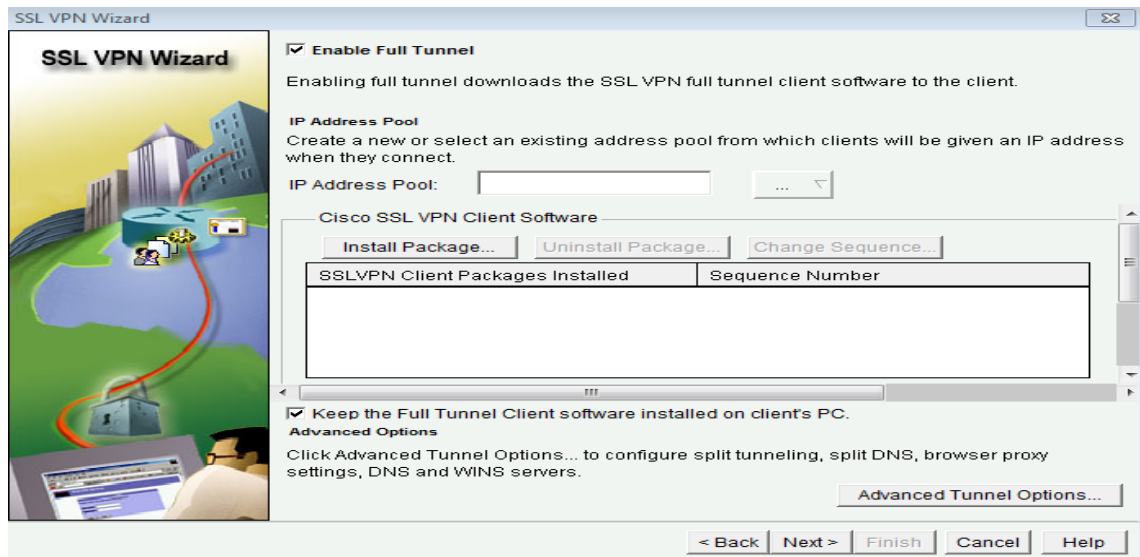 SSL VPN Wizard
SSL VPN Wizard
Enable Full Tunnel
Enabling full tunnel downloads the SSL VPN full tunnel client software to the client.
IP Address Pool
Create a new or select an existing address pool from which clients will be given an IP address
when they connect.
IP Address Pool:
...
Cisco SSL VPN Client Software
Install Package...
Uninstall Package...
Change Sequence...
SSLVPN Client Packages Installed
Sequence Number
Keep the Full Tunnel Client software installed on client's PC.
Advanced Options
Click Advanced Tunnel Options... to configure split tunneling, split DNS, browser proxy
settings, DNS and WINS servers.
Advanced Tunnel Options...
< Back
Next >
Finish
Cancel
Help